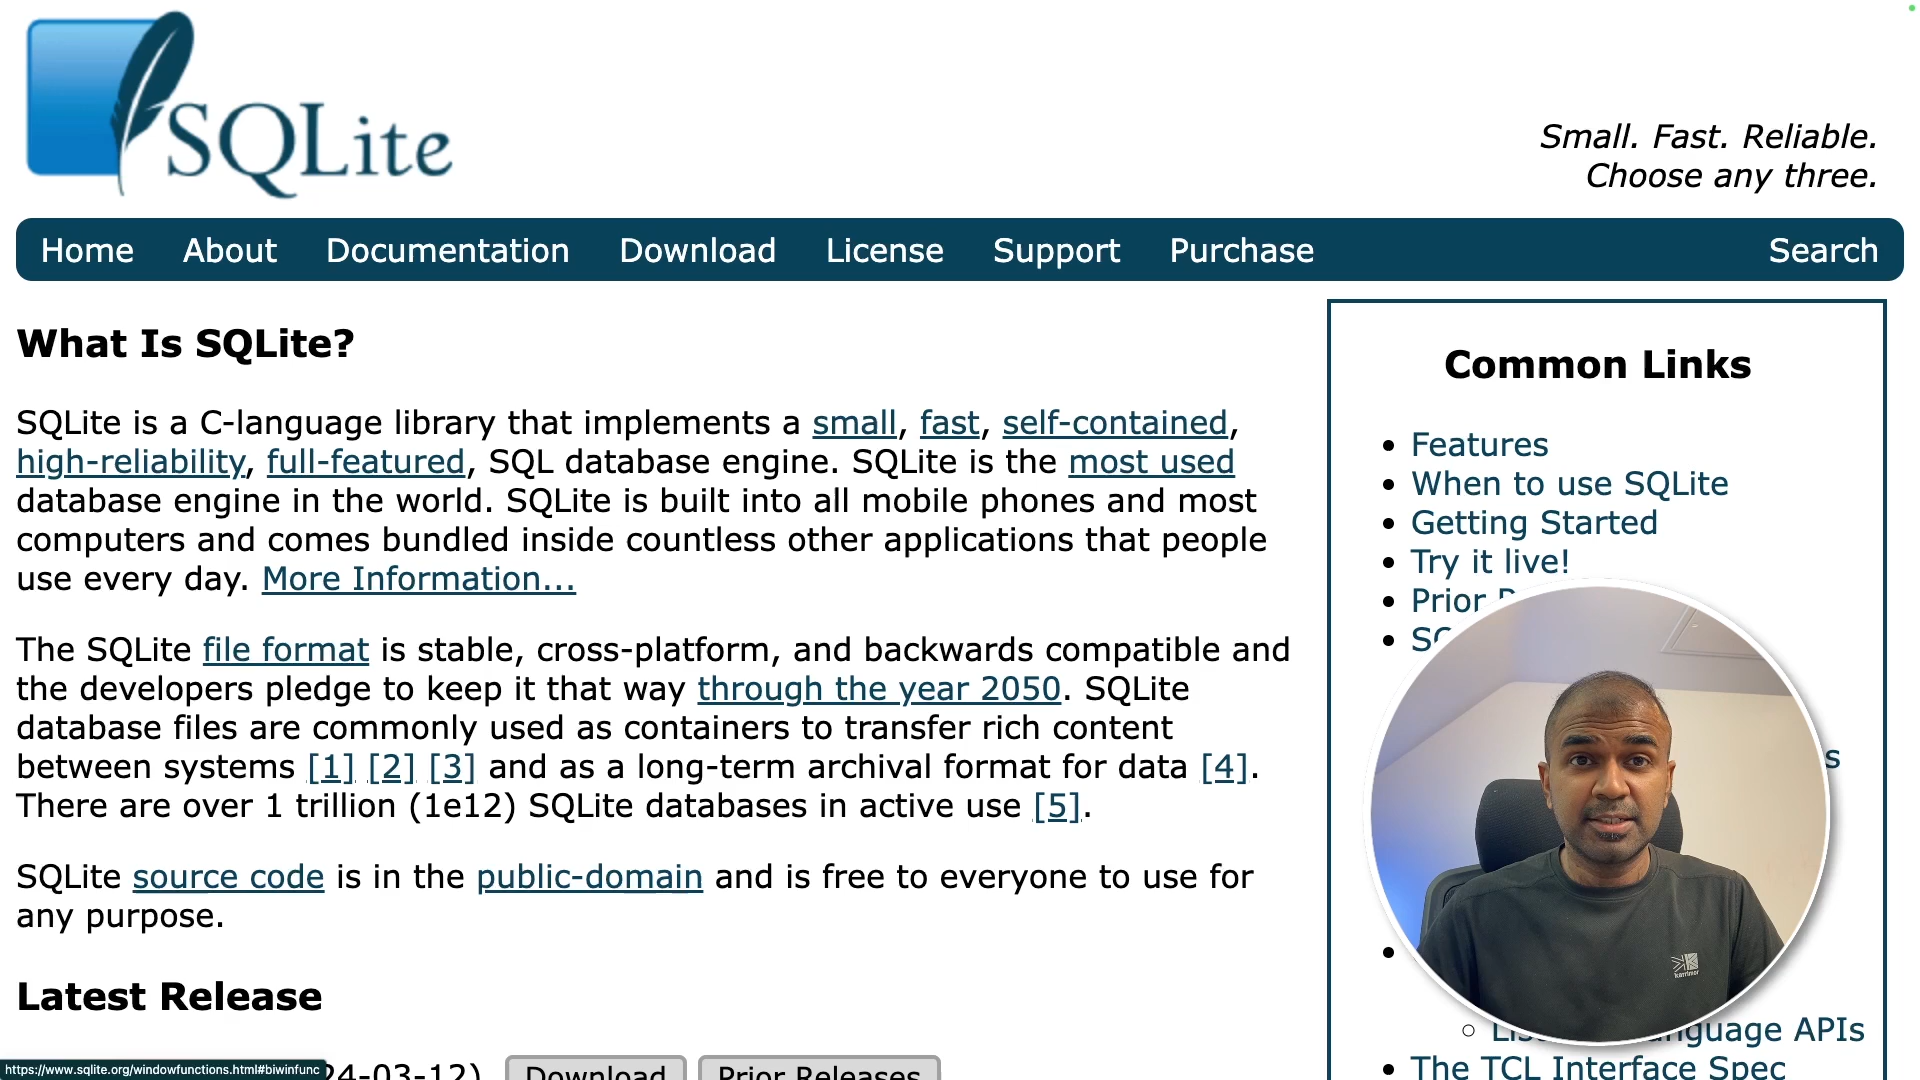 SQLite
Small. Fast. Reliable.
Choose any three.
Home About Documentation Download License Support Purchase Search
What Is SQLite?
SQLite is a C-language library that implements a small, fast, self-contained,
high-reliability, full-featured, SQL database engine. SQLite is the most used
database engine in the world. SQLite is built into all mobile phones and most
computers and comes bundled inside countless other applications that people
use every day. More Information...
The SQLite file format is stable, cross-platform, and backwards compatible and
the developers pledge to keep it that way through the year 2050. SQLite
database files are commonly used as containers to transfer rich content
between systems [1] [2] [3] and as a long-term archival format for data [4].
There are over 1 trillion (1e12) SQLite databases in active use [5].
SQLite source code is in the public-domain and is free to everyone to use for
any purpose.
Latest Release
24-03-12) Download Prior Releases
https://www.sqlite.org/windowfunctions.html#biwinfunc
Common Links
Features
When to use SQLite
Getting Started
Try it live!
Prior
APIs
The TCL Interface Spec
karrimor